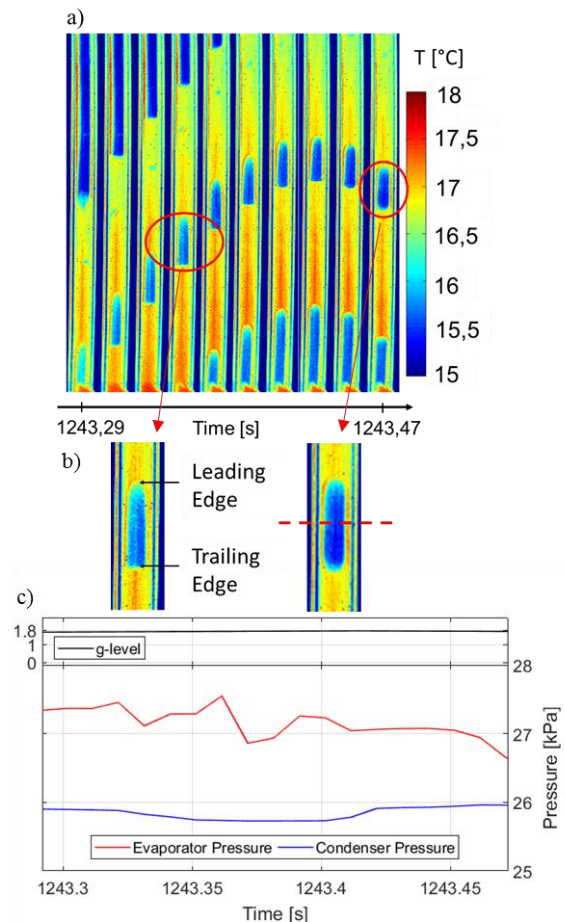 a)
T [°C]
18
17,5
17
16,5
16
15,5
15
1243,29
Time [s]
1243,47
b)
Leading
Edge
Trailing
Edge
c)
1.8
1
0
g-level
28
27
26
25
Pressure [kPa]
Evaporator Pressure
Condenser Pressure
1243.3
1243.35
1243.4
1243.45
Time [s]